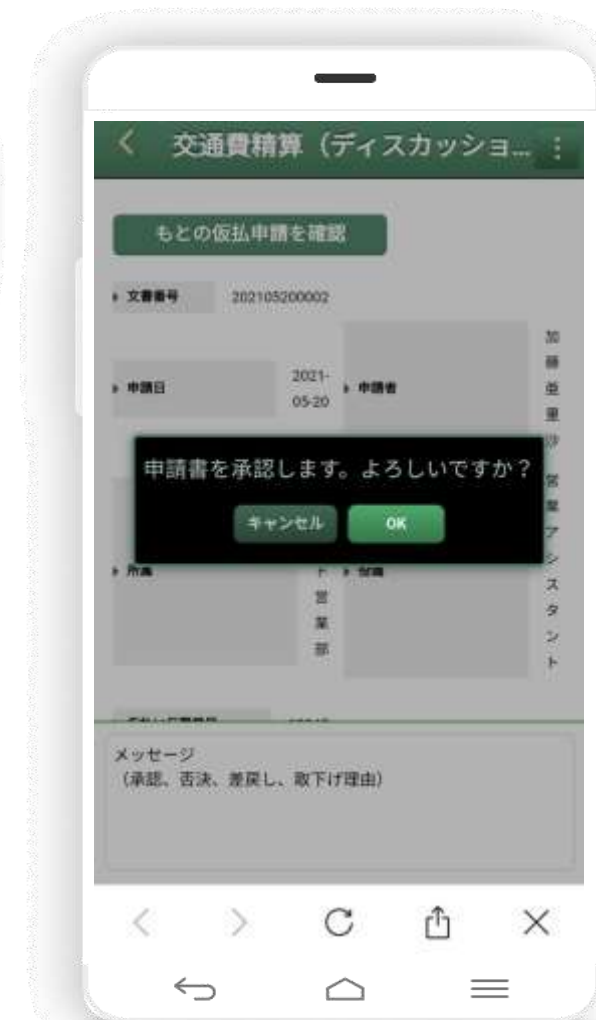 交通費精算（ディスカッショ...
もとの仮払申請を確認
文書番号 202105200002
申請日 2021-05-20 申請者 加藤亜里沙
申請書を承認します。よろしいですか？
キャンセル OK
所属 営業部 役職 営業アシスタント
メッセージ
（承認、否決、差戻し、取下げ理由）